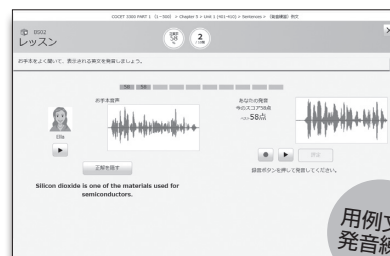 COCET 3300 PART 1 (1～500) > Chapter 5 > Unit 1 (401-410) > Sentences > 〈発音練習〉例文
レッスン
58
2
お手本をよく聞いて、表示される英文を発音しましょう。
58 58
お手本音声
あなたの発音
今のスコア58点
58点
Ella
正解を隠す
録音ボタンを押して発音してください。
Silicon dioxide is one of the materials used for
semiconductors.
用例文
発音練